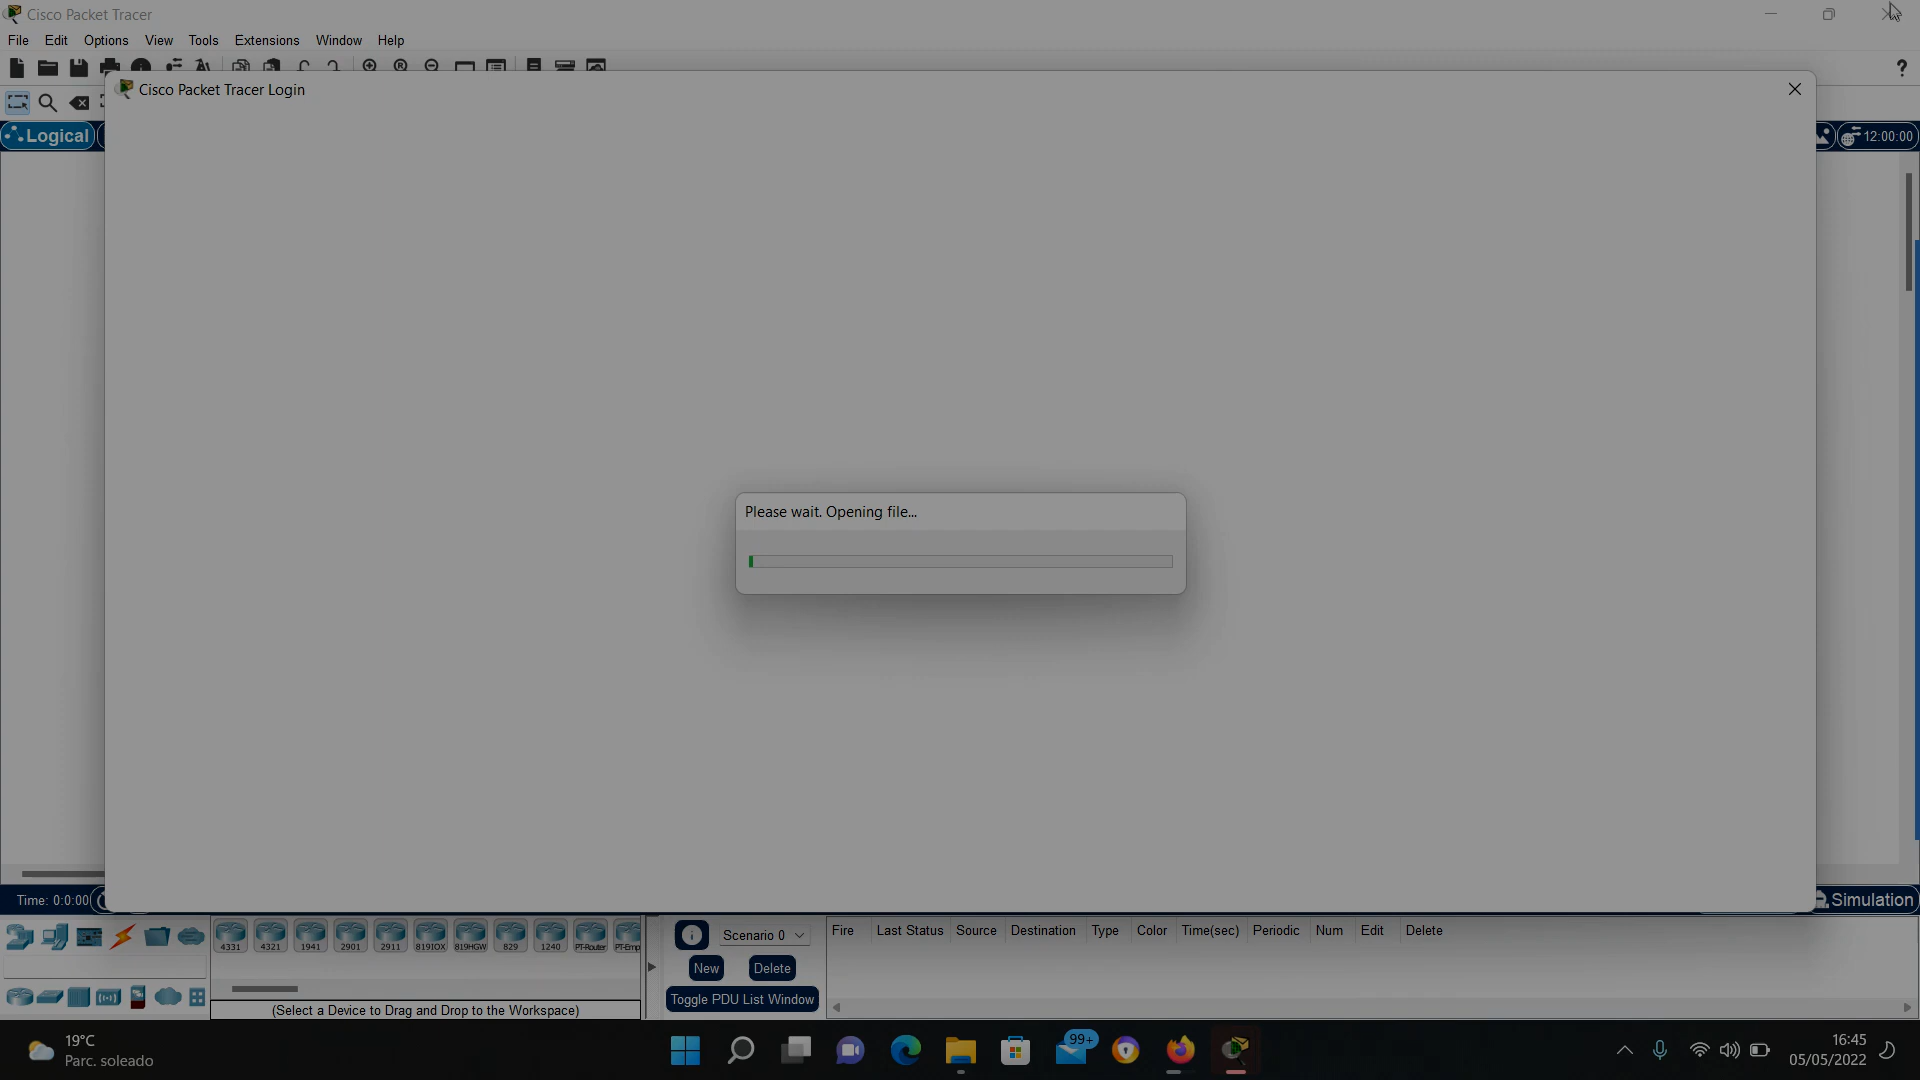 Cisco Packet Tracer
File Edit Options View Tools Extensions Window Help
Cisco Packet Tracer Login
Logical
12:00:00
Please wait. Opening file...
Time: 0:0:00
Simulation
4331 4321 1941 2901 2911 819IOX 819HGW 829 1240 PT-Router PT-Emp
Scenario 0
Fire Last Status Source Destination Type Color Time(sec) Periodic Num Edit Delete
New Delete
Toggle PDU List Window
(Select a Device to Drag and Drop to the Workspace)
19°C
Parc. soleado
99+
16:45
05/05/2022